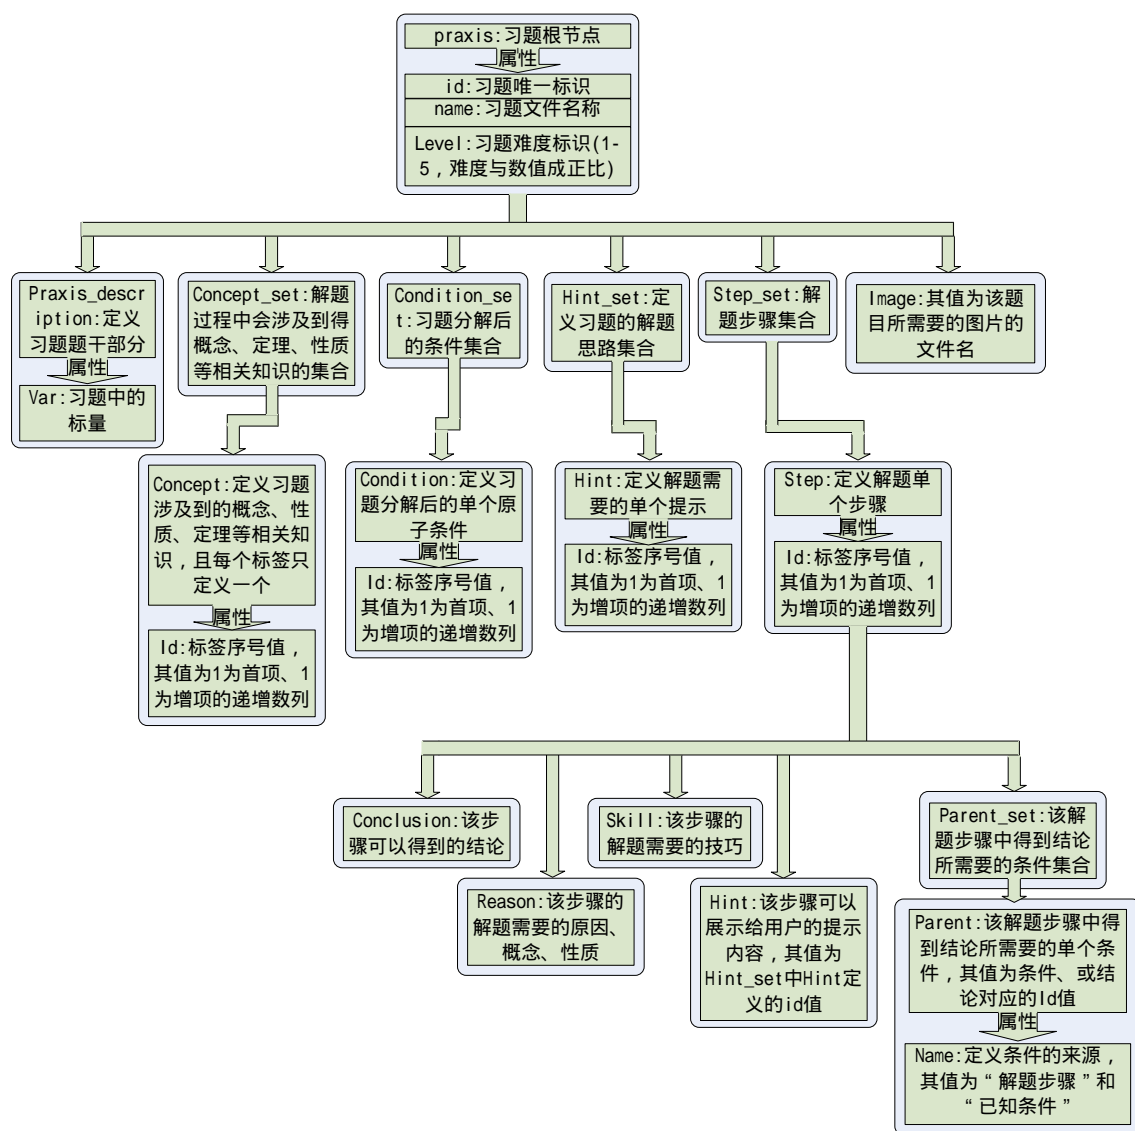 praxis:习题根节点
属性
id:习题唯一标识
name:习题文件名称
Level:习题难度标识(1-
5，难度与数值成正比)
Praxis_descr
iption:定义
习题题干部分
属性
Var:习题中的
标量
Concept_set:解题
过程中会涉及到得
概念、定理、性质
等相关知识的集合
Condition_se
t:习题分解后
的条件集合
Hint_set:定
义习题的解题
思路集合
Step_set:解
题步骤集合
Image:其值为该题
目所需要的图片的
文件名
Concept:定义习题
涉及到的概念、性
质、定理等相关知
识，且每个标签只
定义一个
属性
Id:标签序号值，
其值为1为首项、1
为增项的递增数列
Condition:定义习
题分解后的单个原
子条件
属性
Id:标签序号值，
其值为1为首项、1
为增项的递增数列
Hint:定义解题需
要的单个提示
属性
Id:标签序号值，
其值为1为首项、1
为增项的递增数列
Step:定义解题单
个步骤
属性
Id:标签序号值，
其值为1为首项、1
为增项的递增数列
Conclusion:该步
骤可以得到的结论
Reason:该步骤的
解题需要的原因、
概念、性质
Skill:该步骤的
解题需要的技巧
Hint:该步骤可以
展示给用户的提示
内容，其值为
Hint_set中Hint定
义的id值
Parent_set:该解
题步骤中得到结论
所需要的条件集合
Parent:该解题步骤中得
到结论所需要的单个条
件，其值为条件、或结
论对应的Id值
属性
Name:定义条件的来源，
其值为“解题步骤”和
“已知条件”